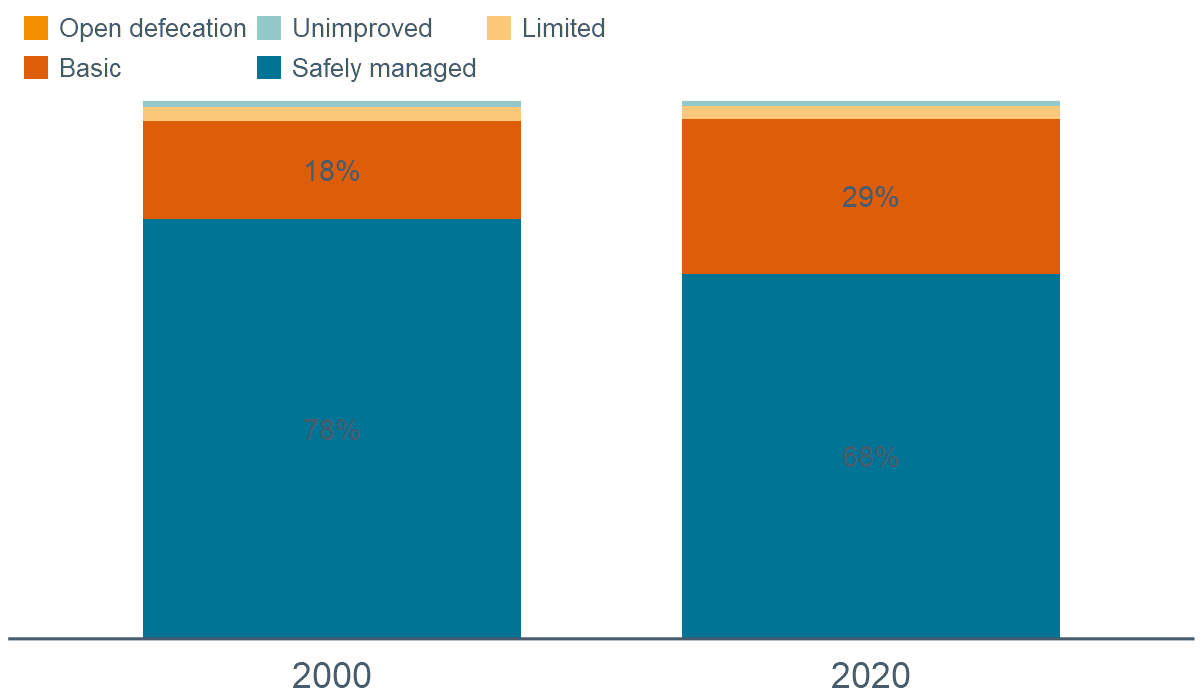 Open defecation Unimproved Limited
Basic Safely managed
18%
29%
78%
68%
2000 2020